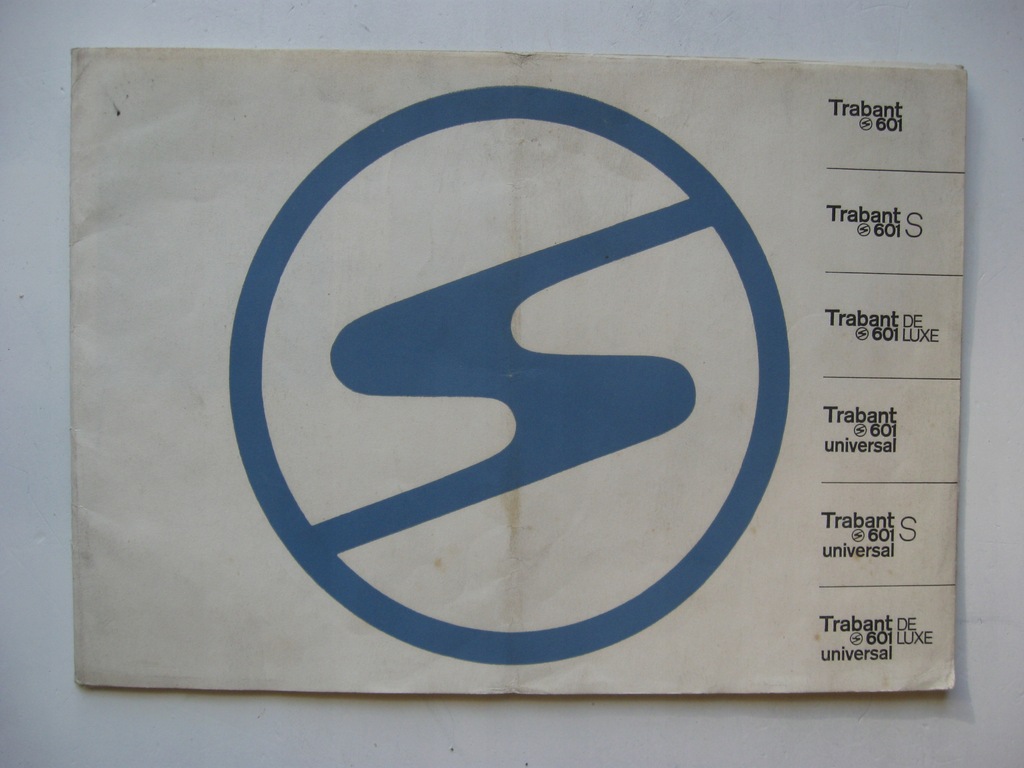 Trabant
601
Trabant
601 S
Trabant DE
601 LUXE
Trabant
601
universal
Trabant
601 S
universal
Trabant DE
601 LUXE
universal